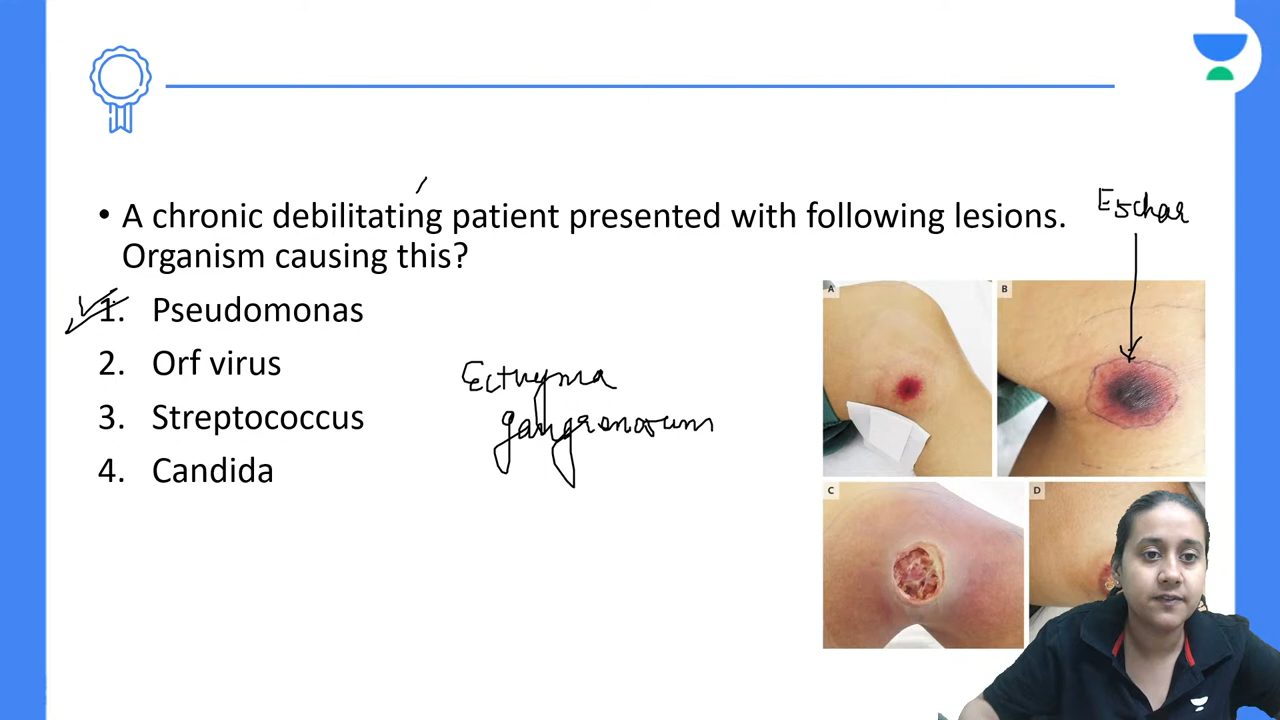 • A chronic debilitating patient presented with following lesions.
Organism causing this?
1. Pseudomonas
2. Orf virus
3. Streptococcus
4. Candida
Ecthyma
gangrenosum
Eschar
A
B
C
D